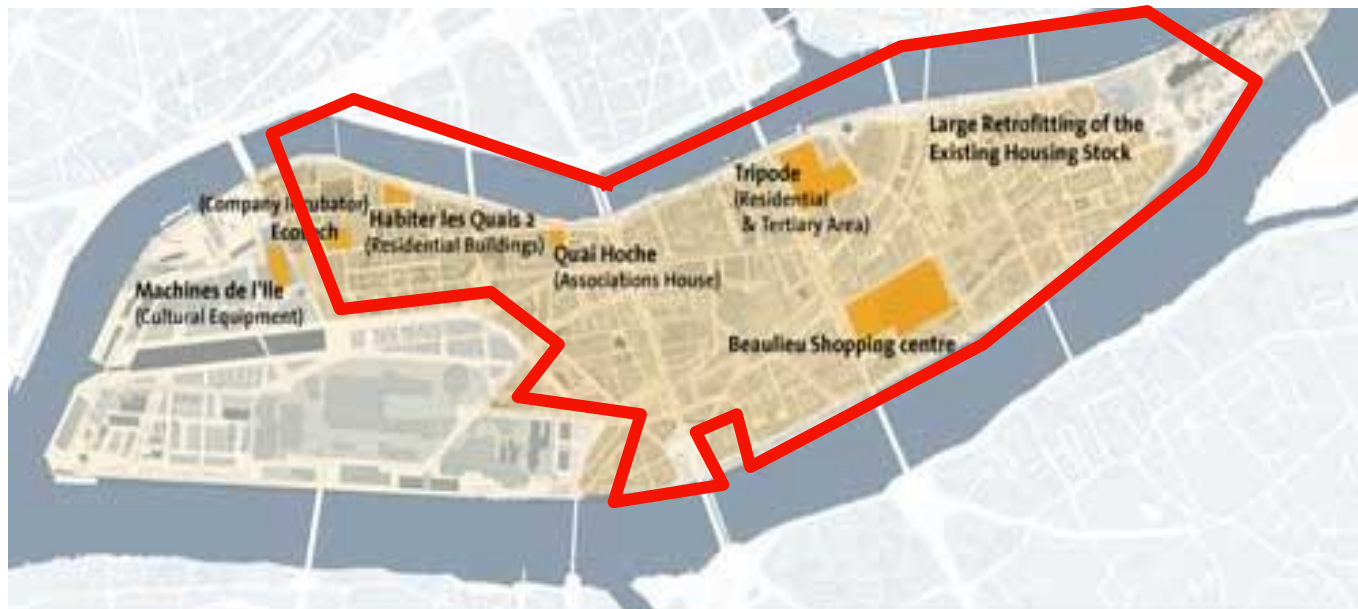 Large Retrofitting of the
Existing Housing Stock
Tripode
(Residential
& Tertiary Area)
(Company Incubator)
Ecotech
Habiter les Quais 2
(Residential Buildings)
Quai Hoche
(Associations House)
Machines de l'Ile
(Cultural Equipment)
Beaulieu Shopping centre